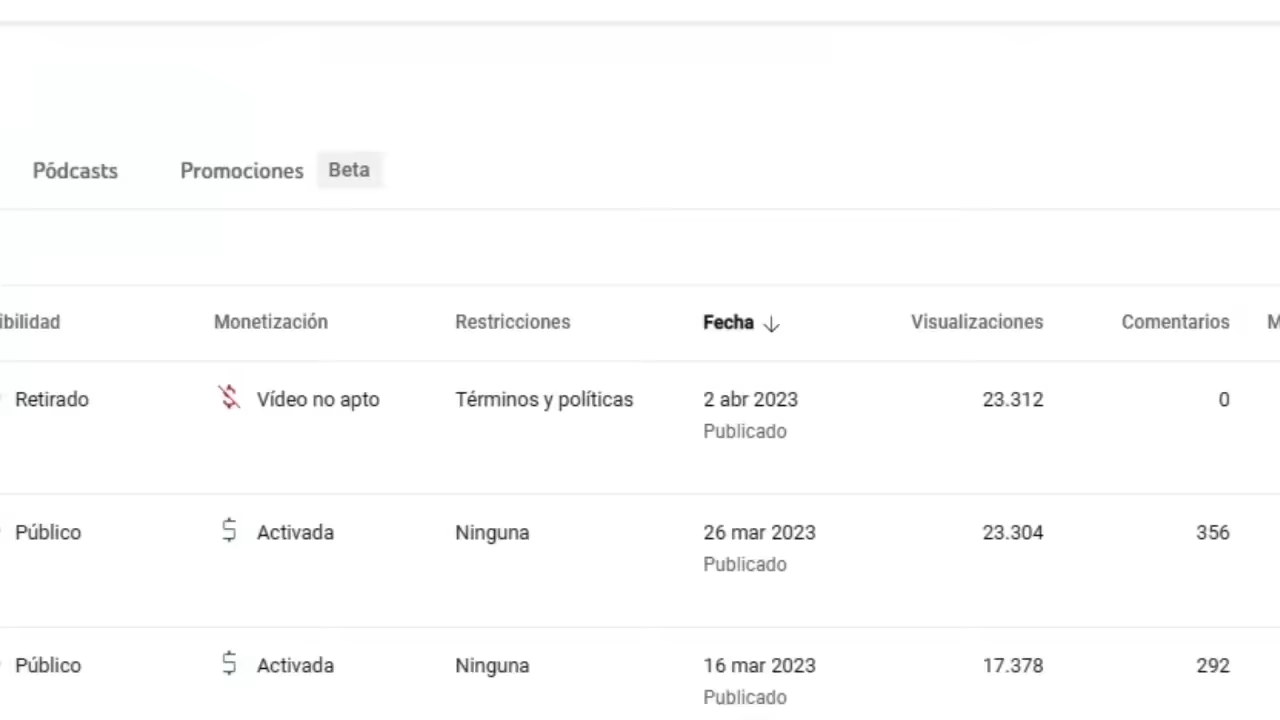 Pódcasts Promociones Beta
ibilidad Monetización Restricciones Fecha Visualizaciones Comentarios M
Retirado Vídeo no apto Términos y políticas 2 abr 2023 23.312 0
Publicado
Público Activada Ninguna 26 mar 2023 23.304 356
Publicado
Público Activada Ninguna 16 mar 2023 17.378 292
Publicado